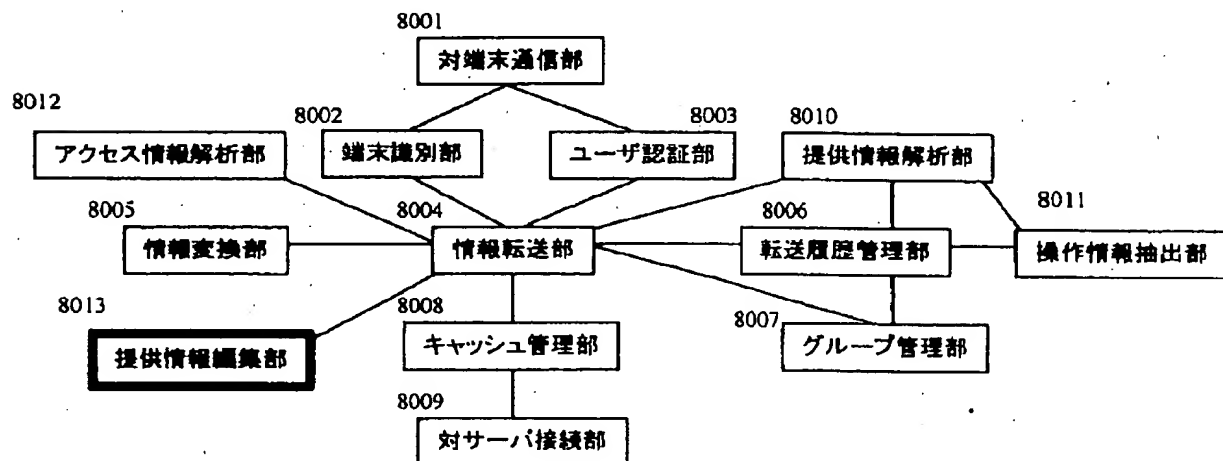 8001
対端末通信部
8012
アクセス情報解析部
8002
端末識別部
8003
ユーザ認証部
8010
提供情報解析部
8005
情報変換部
8004
情報転送部
8006
転送履歴管理部
8011
操作情報抽出部
8013
提供情報編集部
8008
キャッシュ管理部
8007
グループ管理部
8009
対サーバ接続部